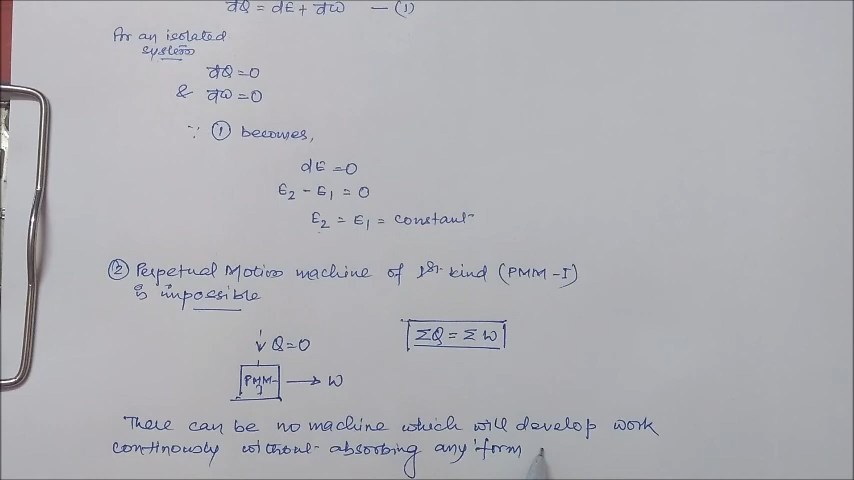 đQ = dE + đW — (1)
For an isolated
system
đQ = 0
& đW = 0
∵ ① becomes,
dE = 0
E₂ - E₁ = 0
E₂ = E₁ = constant
② Perpetual Motion machine of 1st kind (PMM-I)
is impossible
Q = 0
ΣQ = ΣW
PMM-I → W
There can be no machine which will develop work
continously without absorbing any form